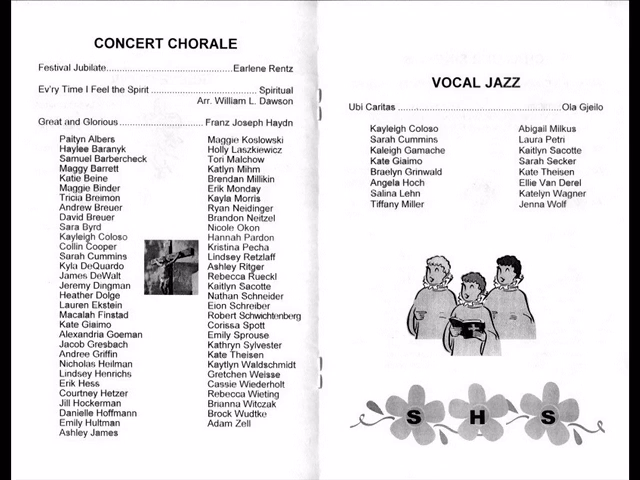 CONCERT CHORALE
Festival Jubilate................................................Earlene Rentz
Ev'ry Time I Feel the Spirit........................................Spiritual
Arr. William L. Dawson
Great and Glorious................................Franz Joseph Haydn
Paityn Albers
Haylee Baranyk
Samuel Barbercheck
Maggy Barrett
Katie Beine
Maggie Binder
Tricia Breimon
Andrew Breuer
David Breuer
Sara Byrd
Kayleigh Coloso
Collin Cooper
Sarah Cummins
Kyla DeQuardo
James DeWalt
Jeremy Dingman
Heather Dolge
Lauren Ekstein
Macalah Finstad
Kate Giaimo
Alexandria Goeman
Jacob Gresbach
Andree Griffin
Nicholas Heilman
Lindsey Henrichs
Erik Hess
Courtney Hetzer
Jill Hockerman
Danielle Hoffmann
Emily Hultman
Ashley James
Maggie Koslowski
Holly Laszkiewicz
Tori Malchow
Katlyn Mihm
Brendan Millikin
Erik Monday
Kayla Morris
Ryan Neidinger
Brandon Neitzel
Nicole Okon
Hannah Pardon
Kristina Pecha
Lindsey Retzlaff
Ashley Ritger
Rebecca Rueckl
Kaitlyn Sacotte
Nathan Schneider
Eion Schreiber
Robert Schwichtenberg
Corissa Spott
Emily Sprouse
Kathryn Sylvester
Kate Theisen
Kaytlyn Waldschmidt
Gretchen Weisse
Cassie Wiederholt
Rebecca Wieting
Brianna Witczak
Brock Wudtke
Adam Zell
VOCAL JAZZ
Ubi Caritas.......................................................Ola Gjeilo
Kayleigh Coloso
Sarah Cummins
Kaleigh Gamache
Kate Giaimo
Braelyn Grinwald
Angela Hoch
Salina Lehn
Tiffany Miller
Abigail Milkus
Laura Petri
Kaitlyn Sacotte
Sarah Secker
Kate Theisen
Ellie Van Derel
Katelyn Wagner
Jenna Wolf
S H S